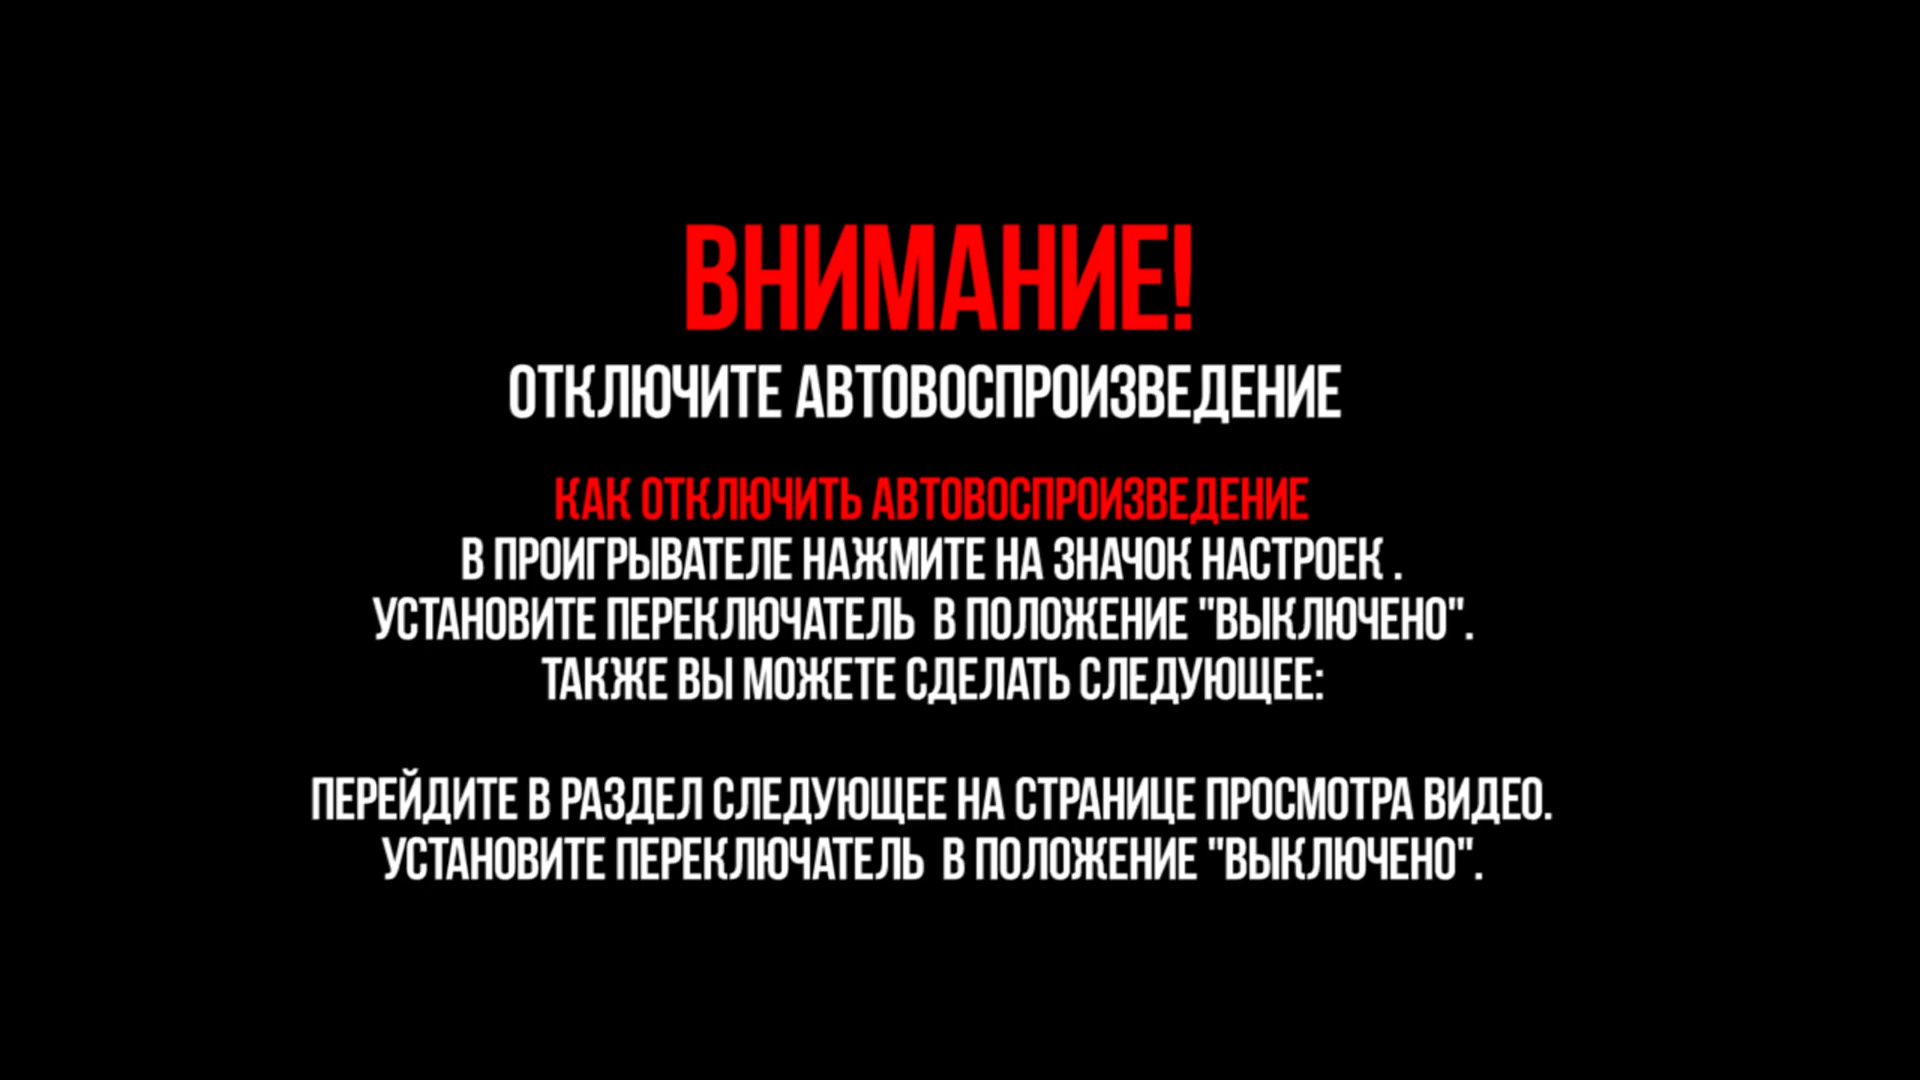 ВНИМАНИЕ!
ОТКЛЮЧИТЕ АВТОВОСПРОИЗВЕДЕНИЕ
КАК ОТКЛЮЧИТЬ АВТОВОСПРОИЗВЕДЕНИЕ
В ПРОИГРЫВАТЕЛЕ НАЖМИТЕ НА ЗНАЧОК НАСТРОЕК .
УСТАНОВИТЕ ПЕРЕКЛЮЧАТЕЛЬ  В ПОЛОЖЕНИЕ "ВЫКЛЮЧЕНО".
ТАКЖЕ ВЫ МОЖЕТЕ СДЕЛАТЬ СЛЕДУЮЩЕЕ:
ПЕРЕЙДИТЕ В РАЗДЕЛ СЛЕДУЮЩЕЕ НА СТРАНИЦЕ ПРОСМОТРА ВИДЕО.
УСТАНОВИТЕ ПЕРЕКЛЮЧАТЕЛЬ  В ПОЛОЖЕНИЕ "ВЫКЛЮЧЕНО".